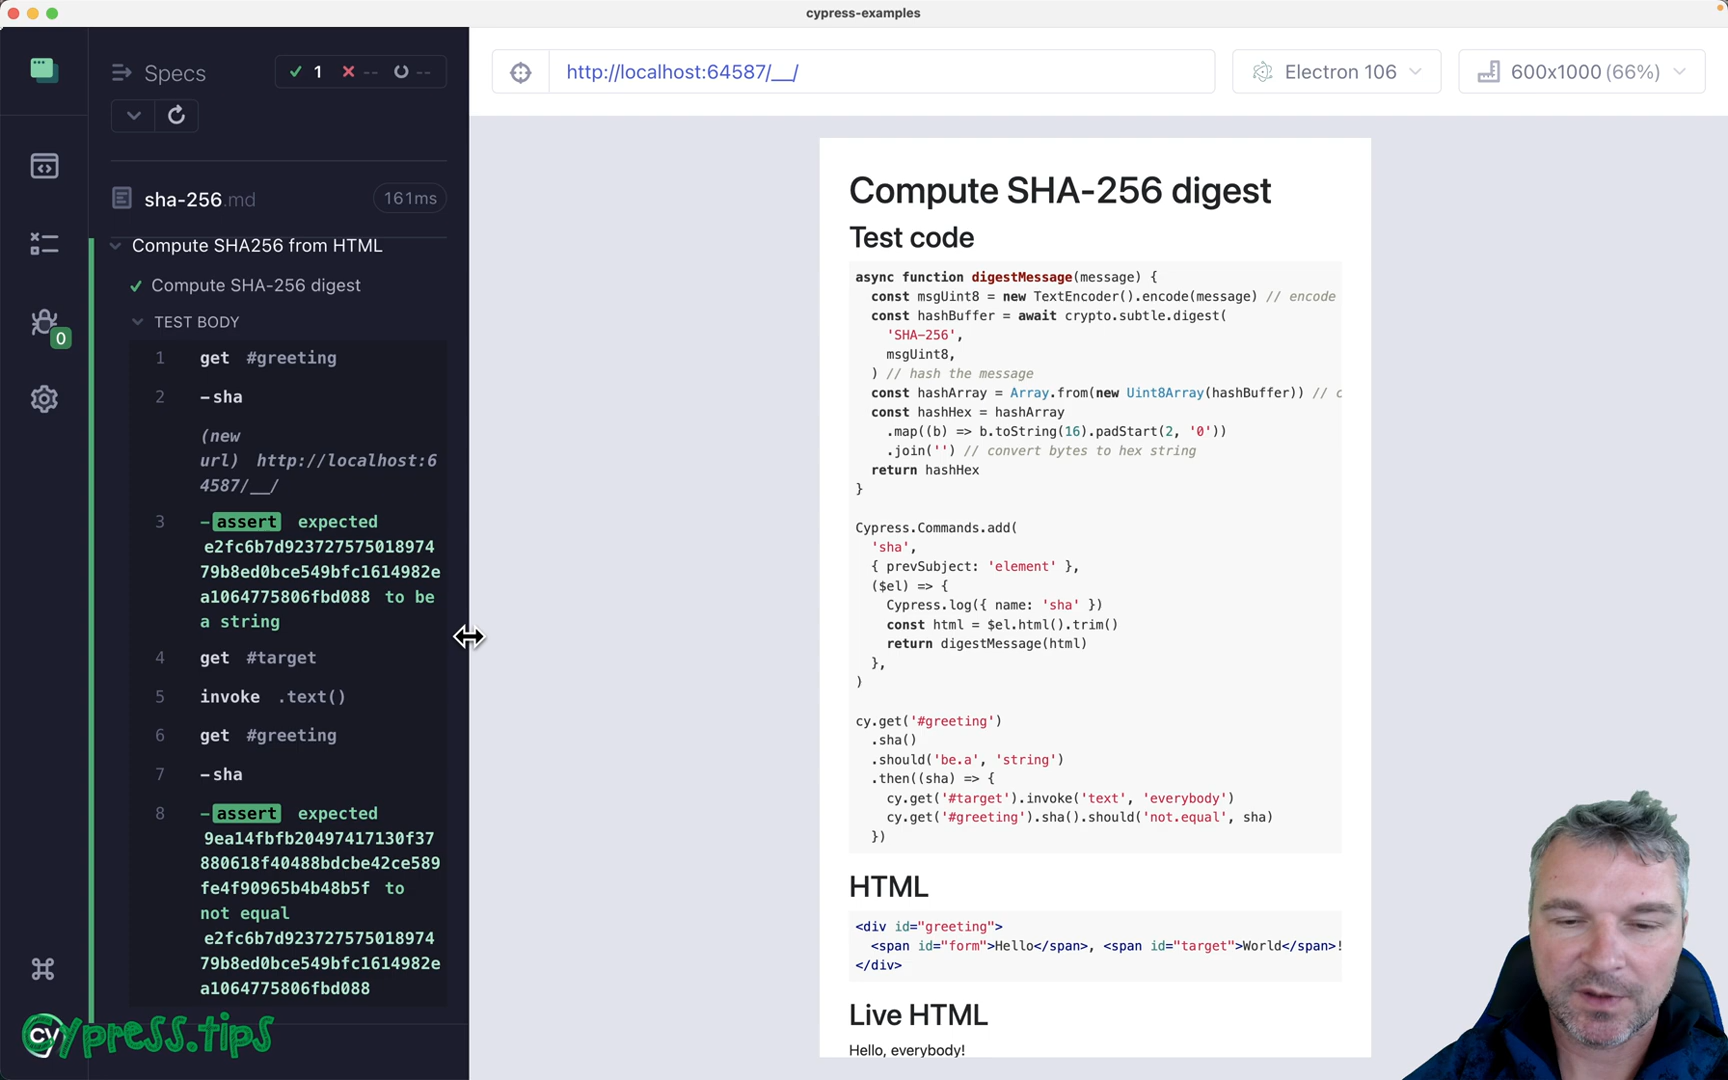 cypress-examples
Specs
1 -- --
sha-256.md 161ms
Compute SHA256 from HTML
Compute SHA-256 digest
TEST BODY
1 get #greeting
2 -sha
(new
url) http://localhost:6
4587/__/
3 -assert expected
e2fc6b7d923727575018974
79b8ed0bce549bfc1614982e
a1064775806fbd088 to be
a string
4 get #target
5 invoke .text()
6 get #greeting
7 -sha
8 -assert expected
9ea14fbfb20497417130f37
880618f40488bdcbe42ce589
fe4f90965b4b48b5f to
not equal
e2fc6b7d923727575018974
79b8ed0bce549bfc1614982e
a1064775806fbd088
0
cy
Cypress.tips
http://localhost:64587/__/
Electron 106
600x1000 (66%)
Compute SHA-256 digest
Test code
async function digestMessage(message) {
const msgUint8 = new TextEncoder().encode(message) // encode
const hashBuffer = await crypto.subtle.digest(
'SHA-256',
msgUint8,
) // hash the message
const hashArray = Array.from(new Uint8Array(hashBuffer)) // c
const hashHex = hashArray
.map((b) => b.toString(16).padStart(2, '0'))
.join('') // convert bytes to hex string
return hashHex
}
Cypress.Commands.add(
'sha',
{ prevSubject: 'element' },
($el) => {
Cypress.log({ name: 'sha' })
const html = $el.html().trim()
return digestMessage(html)
},
)
cy.get('#greeting')
.sha()
.should('be.a', 'string')
.then((sha) => {
cy.get('#target').invoke('text', 'everybody')
cy.get('#greeting').sha().should('not.equal', sha)
})
HTML
<div id="greeting">
<span id="form">Hello</span>, <span id="target">World</span>!
</div>
Live HTML
Hello, everybody!